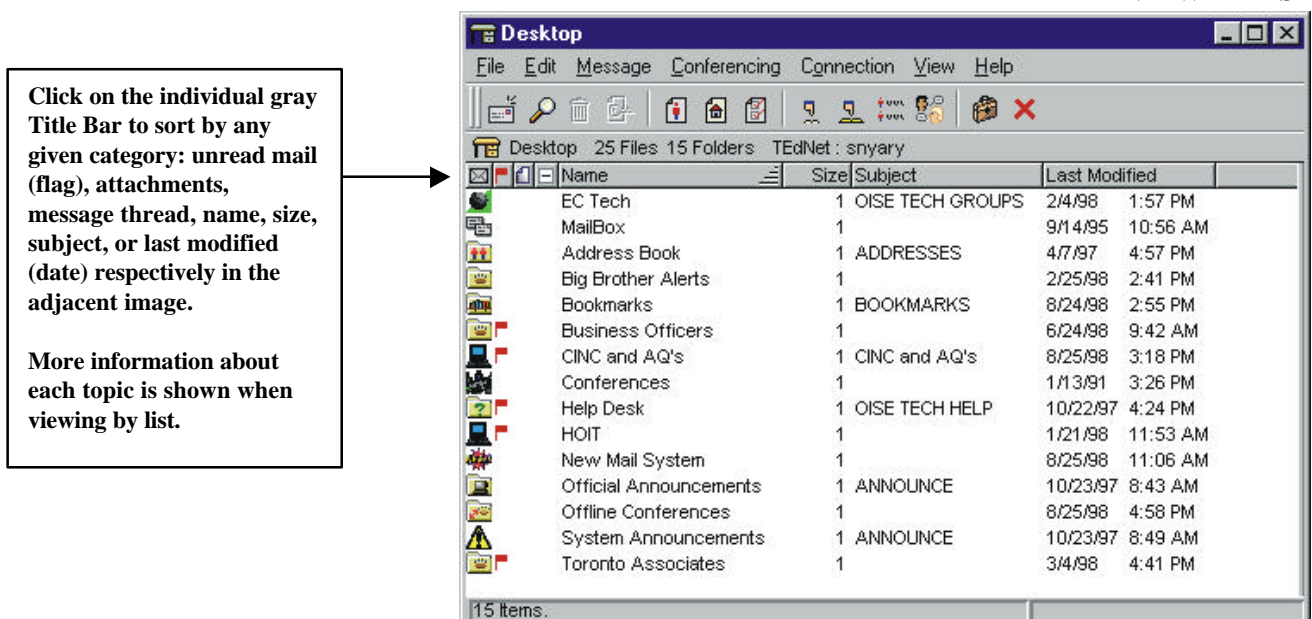 Click on the individual gray
Title Bar to sort by any
given category: unread mail
(flag), attachments,
message thread, name, size,
subject, or last modified
(date) respectively in the
adjacent image.
More information about
each topic is shown when
viewing by list.
Desktop
File Edit Message Conferencing Connection View Help
Desktop 25 Files 15 Folders TEdNet : snyary
Name Size Subject Last Modified
EC Tech 1 OISE TECH GROUPS 2/4/98 1:57 PM
MailBox 1 9/14/95 10:56 AM
Address Book 1 ADDRESSES 4/7/97 4:57 PM
Big Brother Alerts 1 2/25/98 2:41 PM
Bookmarks 1 BOOKMARKS 8/24/98 2:55 PM
Business Officers 1 6/24/98 9:42 AM
CINC and AQ's 1 CINC and AQ's 8/25/98 3:18 PM
Conferences 1 1/13/91 3:26 PM
Help Desk 1 OISE TECH HELP 10/22/97 4:24 PM
HOIT 1 1/21/98 11:53 AM
New Mail System 1 8/25/98 11:06 AM
Official Announcements 1 ANNOUNCE 10/23/97 8:43 AM
Offline Conferences 1 8/25/98 4:58 PM
System Announcements 1 ANNOUNCE 10/23/97 8:49 AM
Toronto Associates 1 3/4/98 4:41 PM
15 Items.